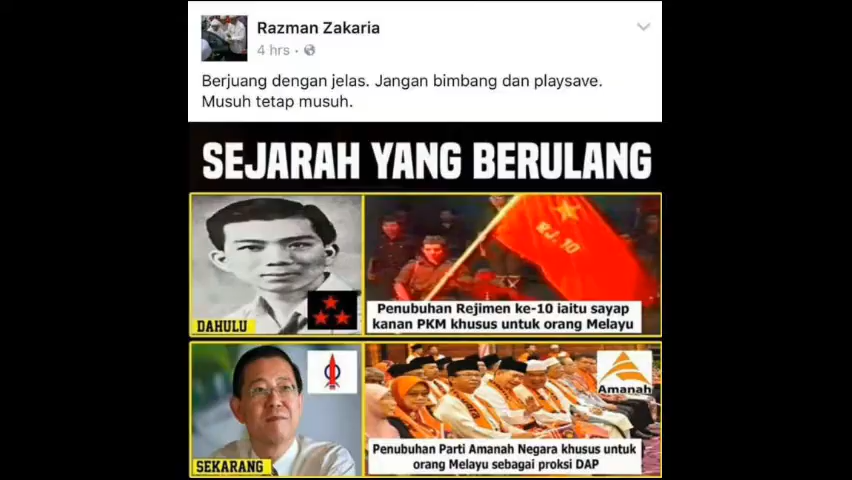 Razman Zakaria
4 hrs
Berjuang dengan jelas. Jangan bimbang dan playsave.
Musuh tetap musuh.
SEJARAH YANG BERULANG
RJ. 10
Penubuhan Rejimen ke-10 iaitu sayap
kanan PKM khusus untuk orang Melayu
DAHULU
Amanah
Penubuhan Parti Amanah Negara khusus untuk
orang Melayu sebagai proksi DAP
SEKARANG